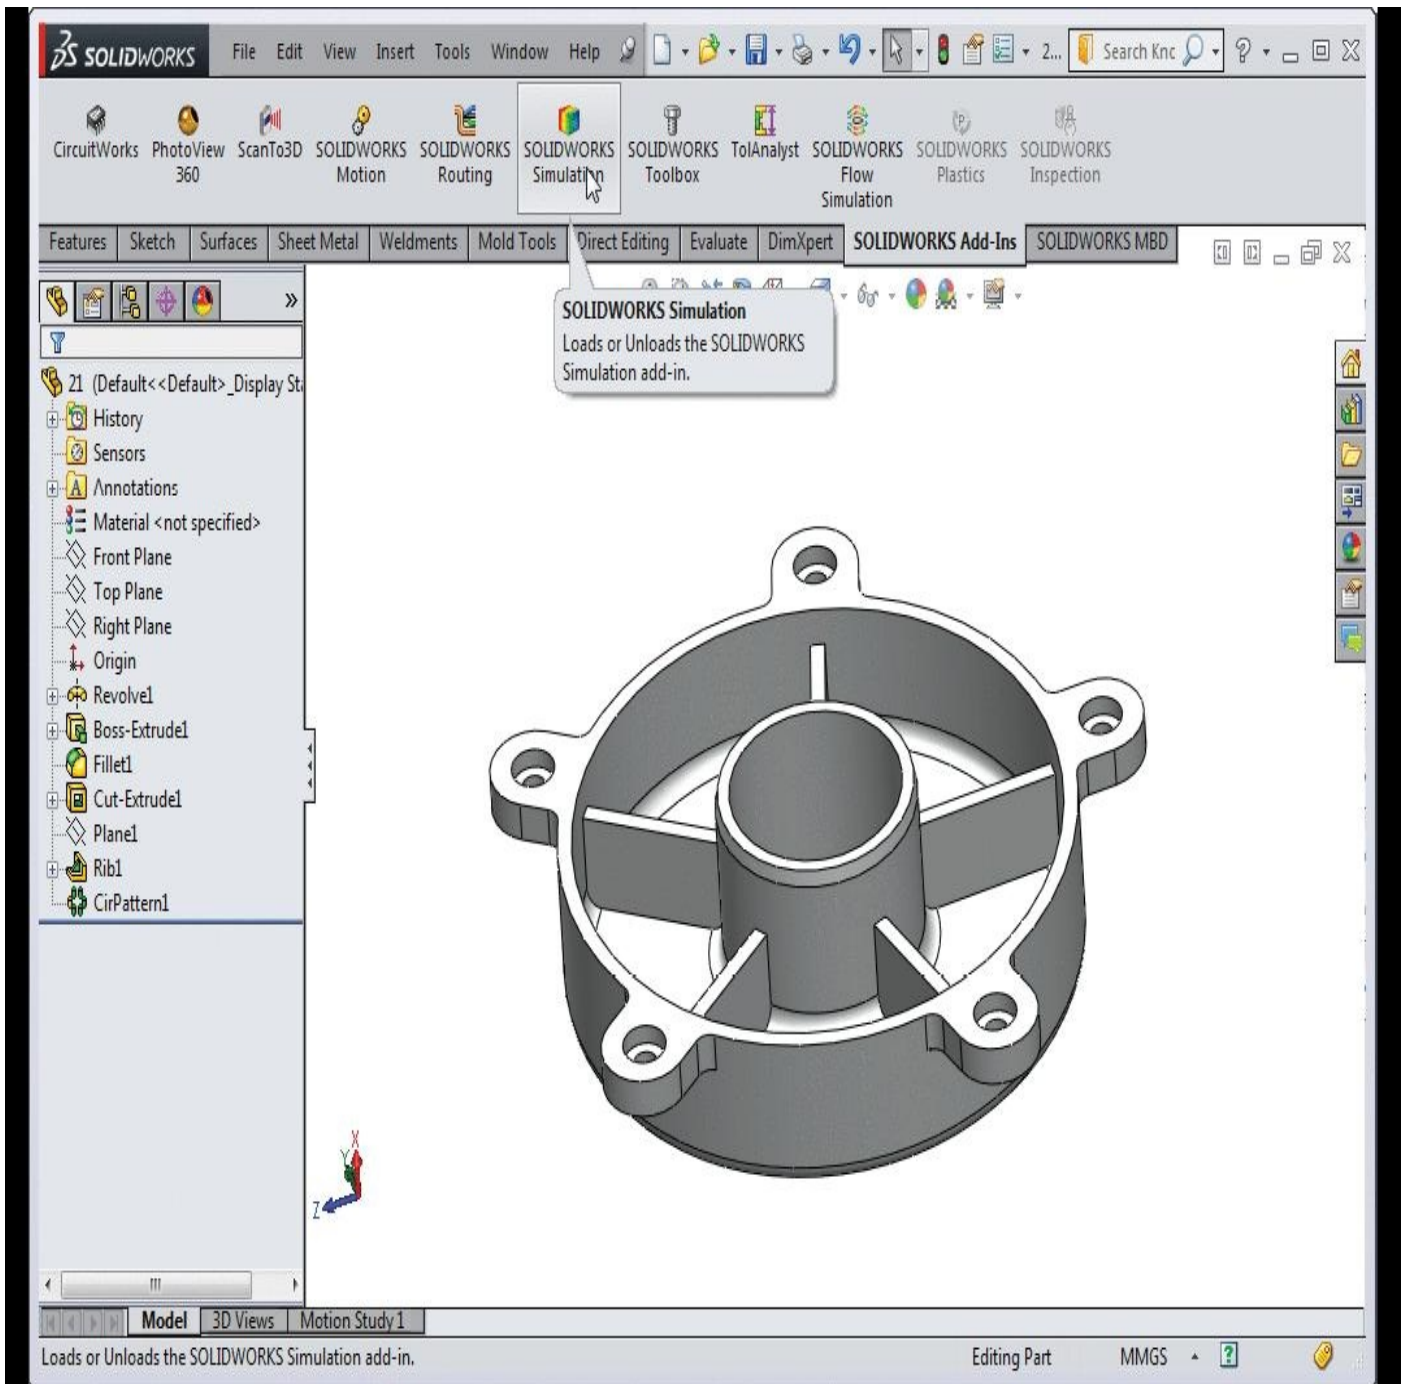 SOLIDWORKS File Edit View Insert Tools Window Help 2... Search Knc
CircuitWorks PhotoView 360 ScanTo3D SOLIDWORKS Motion SOLIDWORKS Routing SOLIDWORKS Simulation SOLIDWORKS Toolbox TolAnalyst SOLIDWORKS Flow Simulation SOLIDWORKS Plastics SOLIDWORKS Inspection
Features Sketch Surfaces Sheet Metal Weldments Mold Tools Direct Editing Evaluate DimXpert SOLIDWORKS Add-Ins SOLIDWORKS MBD
SOLIDWORKS Simulation
Loads or Unloads the SOLIDWORKS
Simulation add-in.
21 (Default<<Default>_Display Sta
History
Sensors
A Annotations
Material <not specified>
Front Plane
Top Plane
Right Plane
Origin
Revolve1
Boss-Extrude1
Fillet1
Cut-Extrude1
Plane1
Rib1
CirPattern1
X
Y
Z
Model 3D Views Motion Study 1
Loads or Unloads the SOLIDWORKS Simulation add-in. Editing Part MMGS